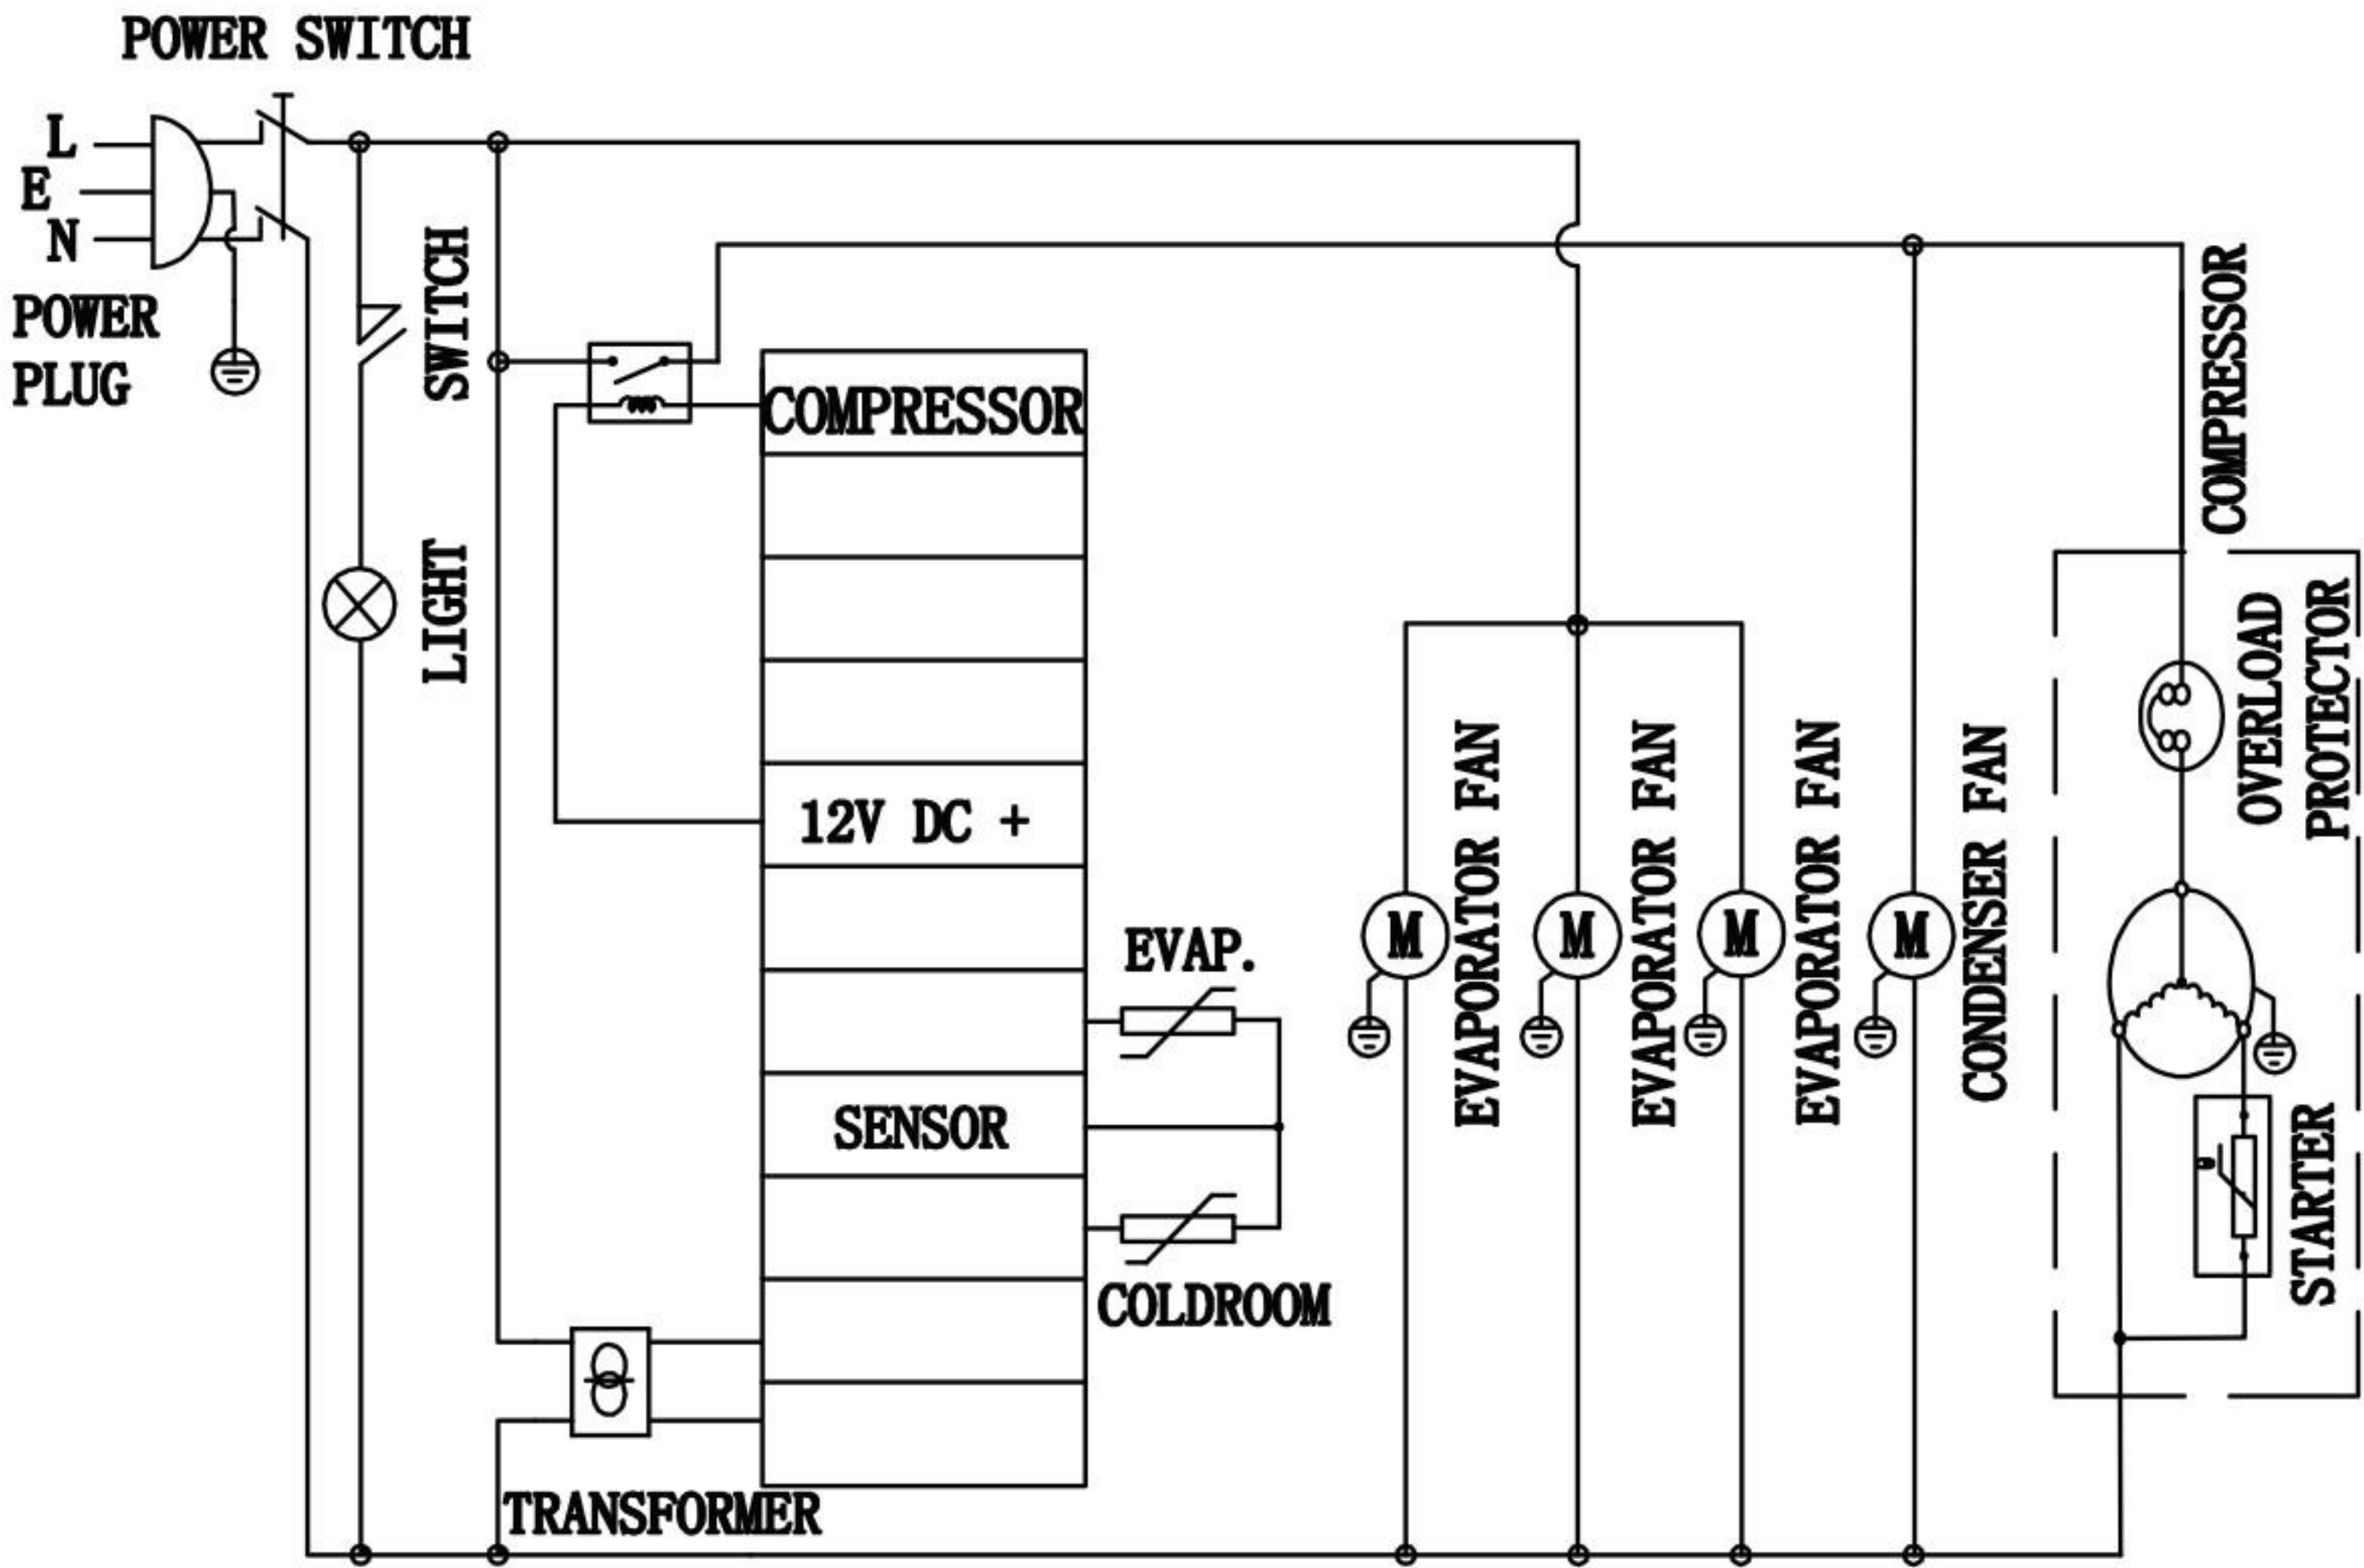 POWER SWITCH
L
E
N
POWER
PLUG
SWITCH
LIGHT
COMPRESSOR
12V DC +
SENSOR
EVAP.
COLDROOM
TRANSFORMER
M
EVAPORATOR FAN
M
EVAPORATOR FAN
M
EVAPORATOR FAN
M
CONDENSER FAN
COMPRESSOR
OVERLOAD
PROTECTOR
STARTER